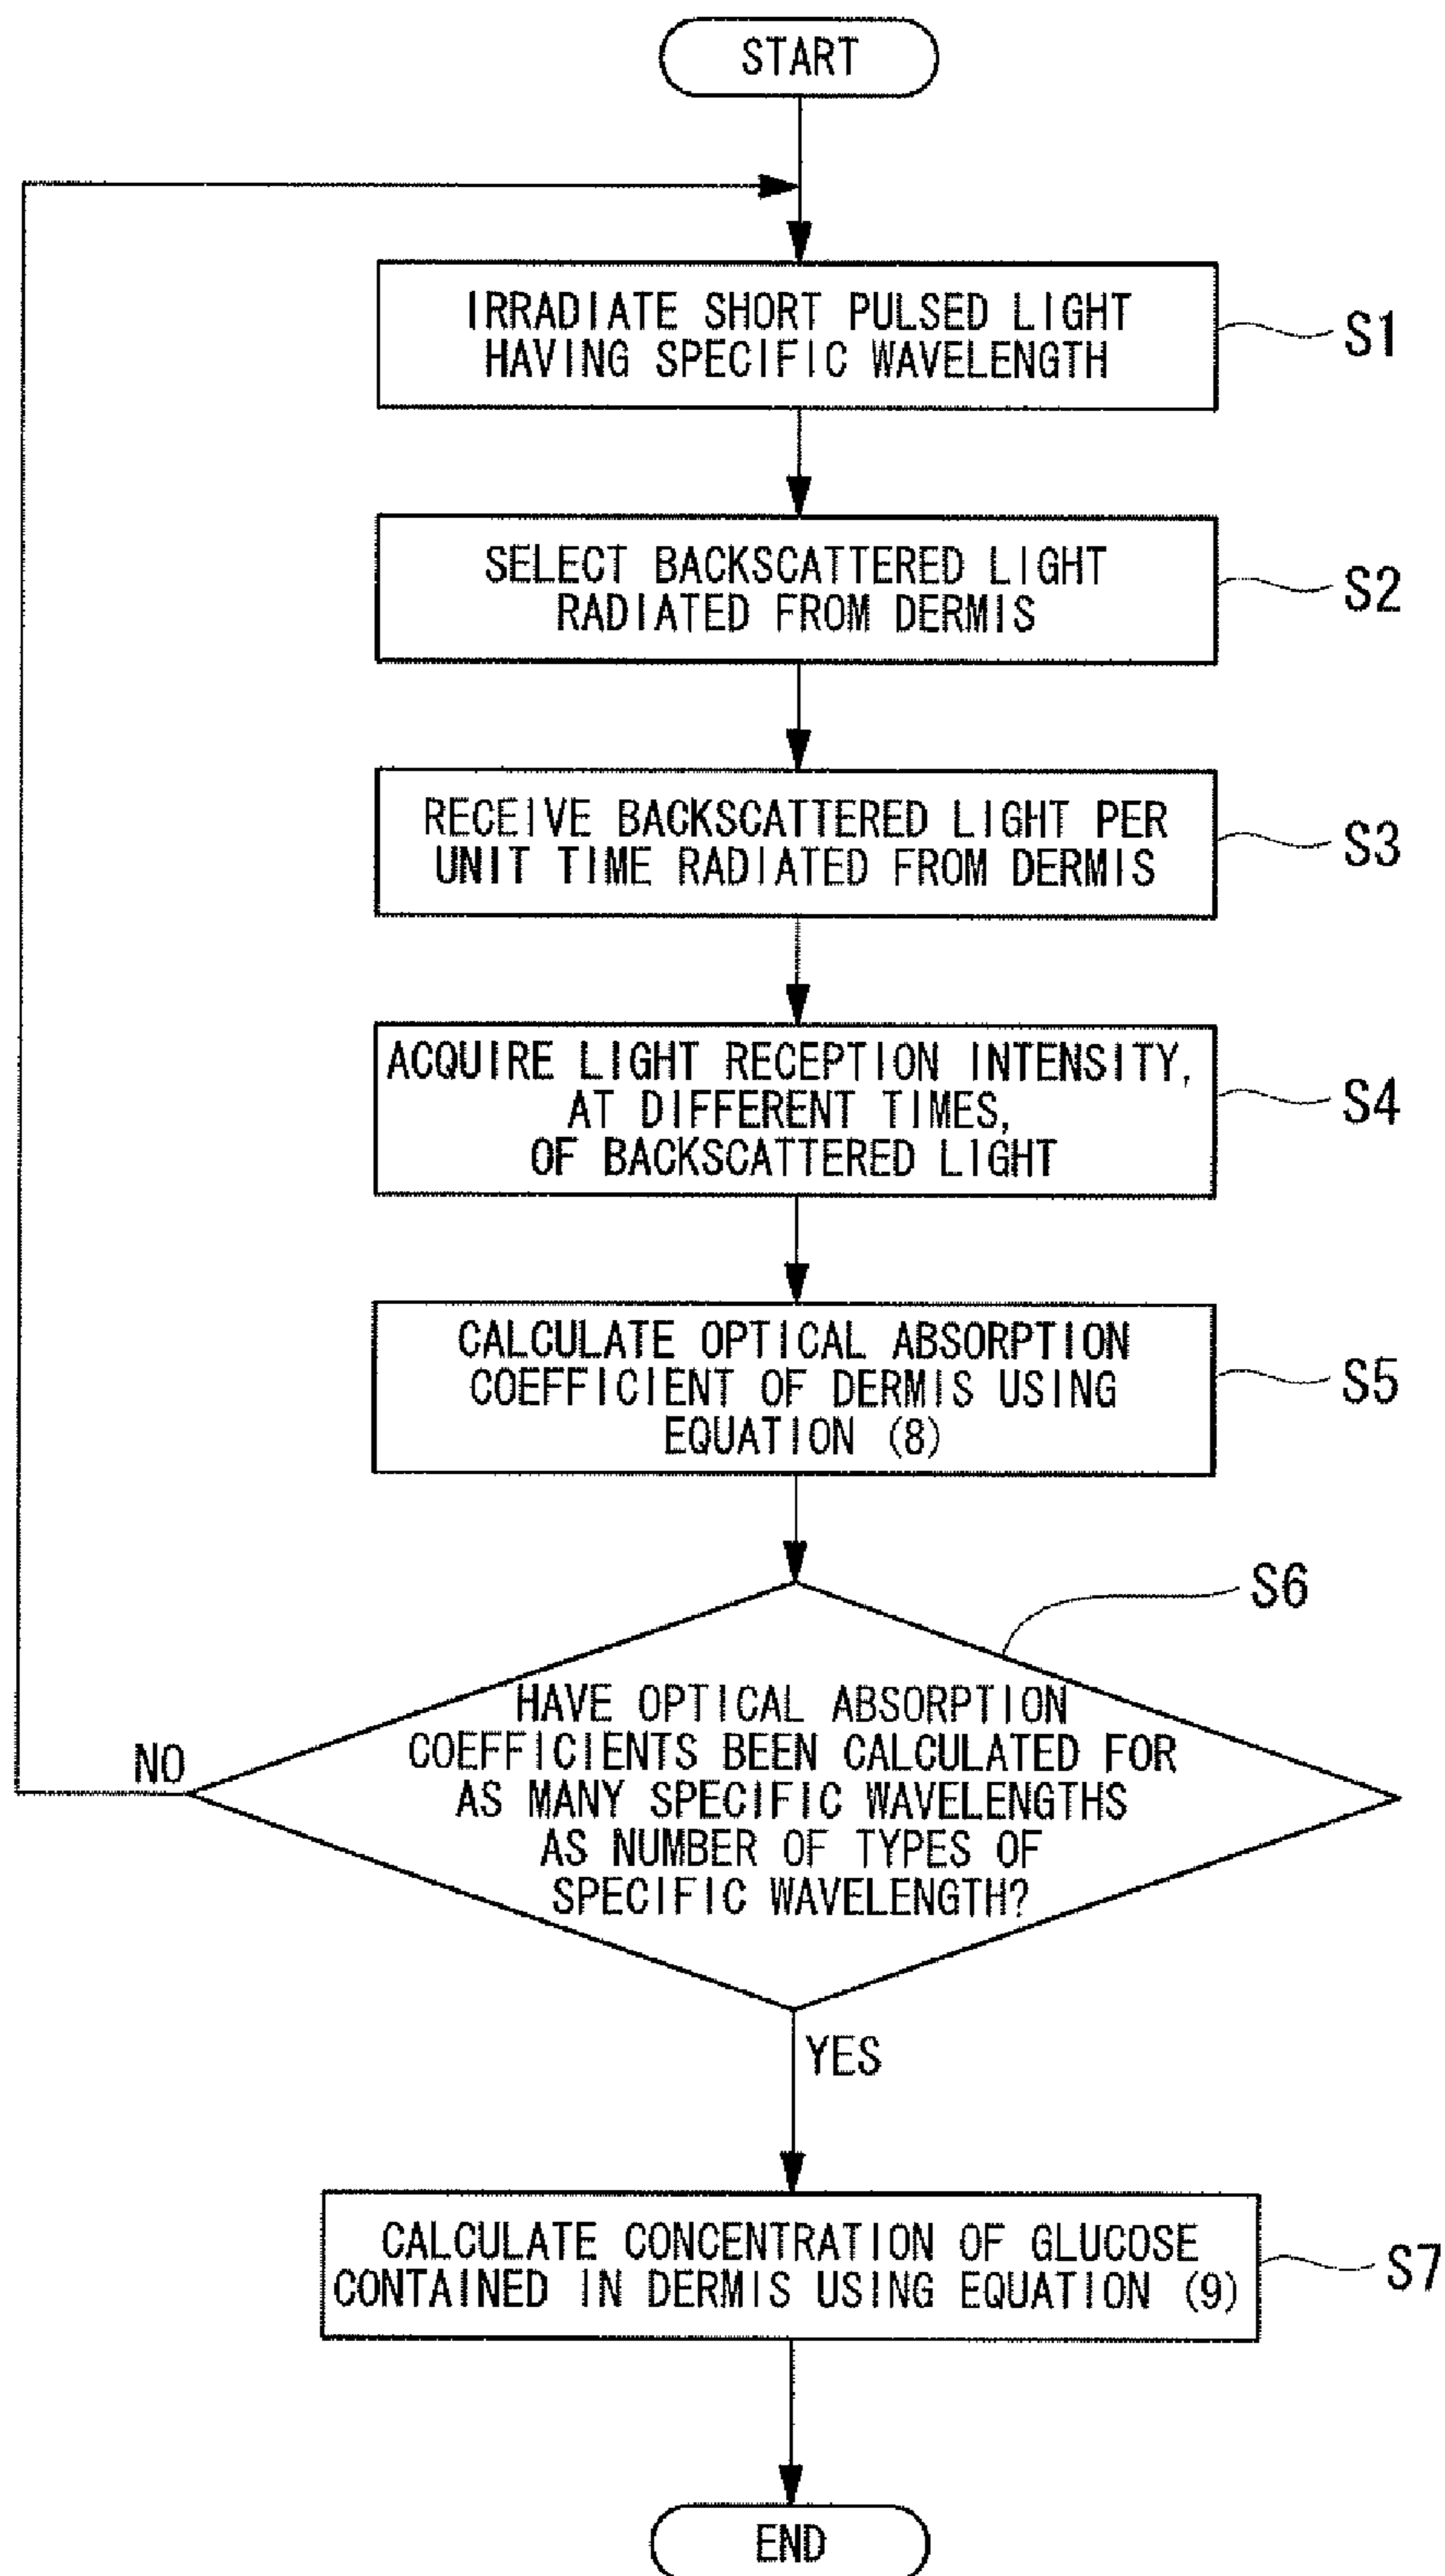 START
IRRADIATE SHORT PULSED LIGHT
HAVING SPECIFIC WAVELENGTH
S1
SELECT BACKSCATTERED LIGHT
RADIATED FROM DERMIS
S2
RECEIVE BACKSCATTERED LIGHT PER
UNIT TIME RADIATED FROM DERMIS
S3
ACQUIRE LIGHT RECEPTION INTENSITY,
AT DIFFERENT TIMES,
OF BACKSCATTERED LIGHT
S4
CALCULATE OPTICAL ABSORPTION
COEFFICIENT OF DERMIS USING
EQUATION (8)
S5
S6
HAVE OPTICAL ABSORPTION
COEFFICIENTS BEEN CALCULATED FOR
AS MANY SPECIFIC WAVELENGTHS
AS NUMBER OF TYPES OF
SPECIFIC WAVELENGTH?
NO
YES
CALCULATE CONCENTRATION OF GLUCOSE
CONTAINED IN DERMIS USING EQUATION (9)
S7
END